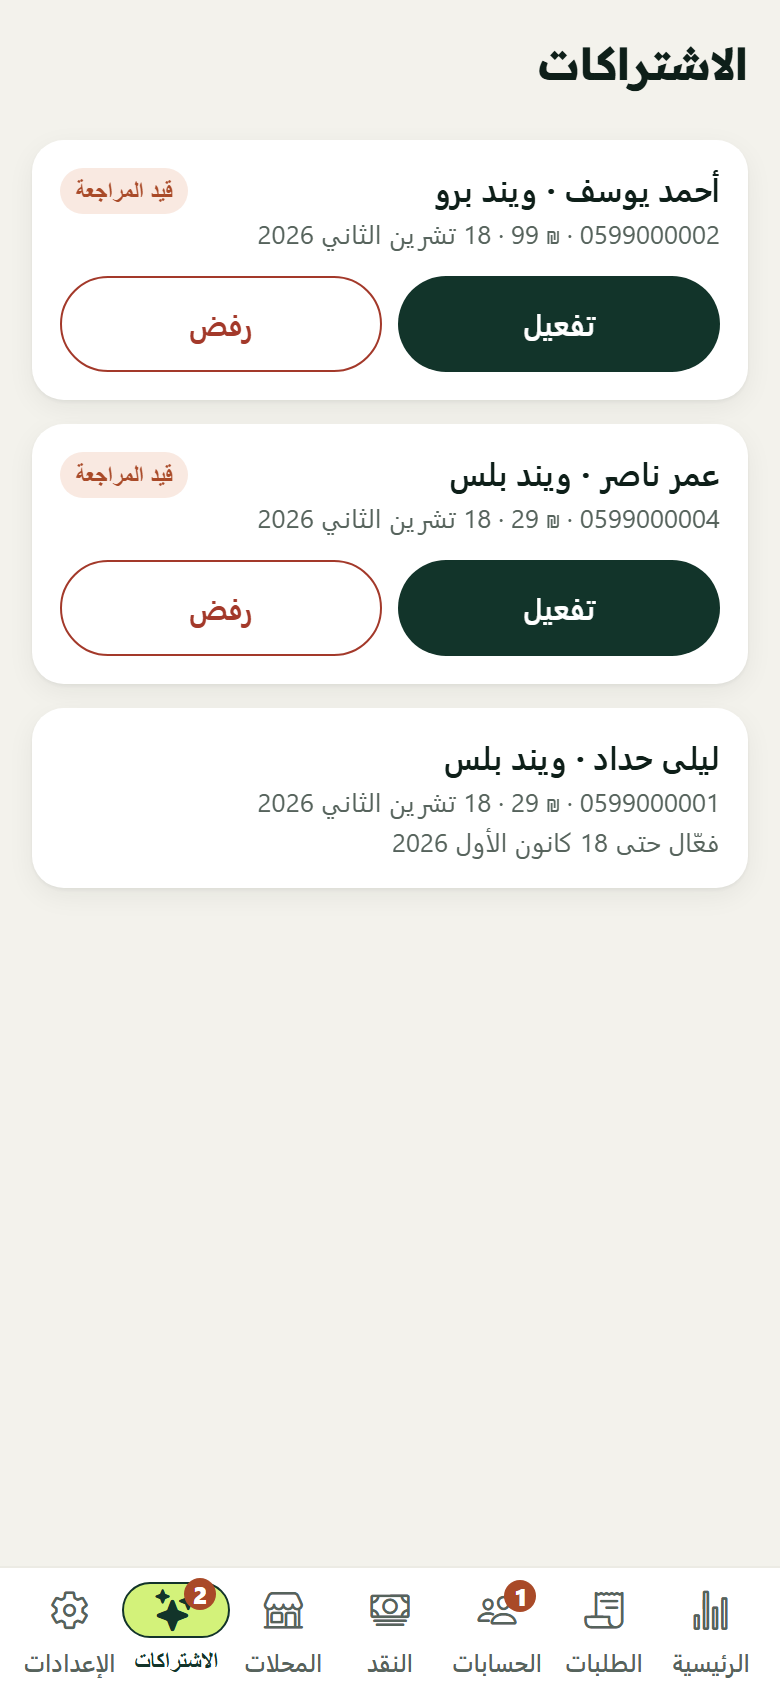 الاشتراكات
أحمد يوسف · ويند برو
قيد المراجعة
0599000002 · ₪ 99 · 18 تشرين الثاني 2026
تفعيل
رفض
عمر ناصر · ويند بلس
قيد المراجعة
0599000004 · ₪ 29 · 18 تشرين الثاني 2026
تفعيل
رفض
ليلى حداد · ويند بلس
0599000001 · ₪ 29 · 18 تشرين الثاني 2026
فعّال حتى 18 كانون الأول 2026
1
2
الرئيسية
الطلبات
الحسابات
النقد
المحلات
الاشتراكات
الإعدادات